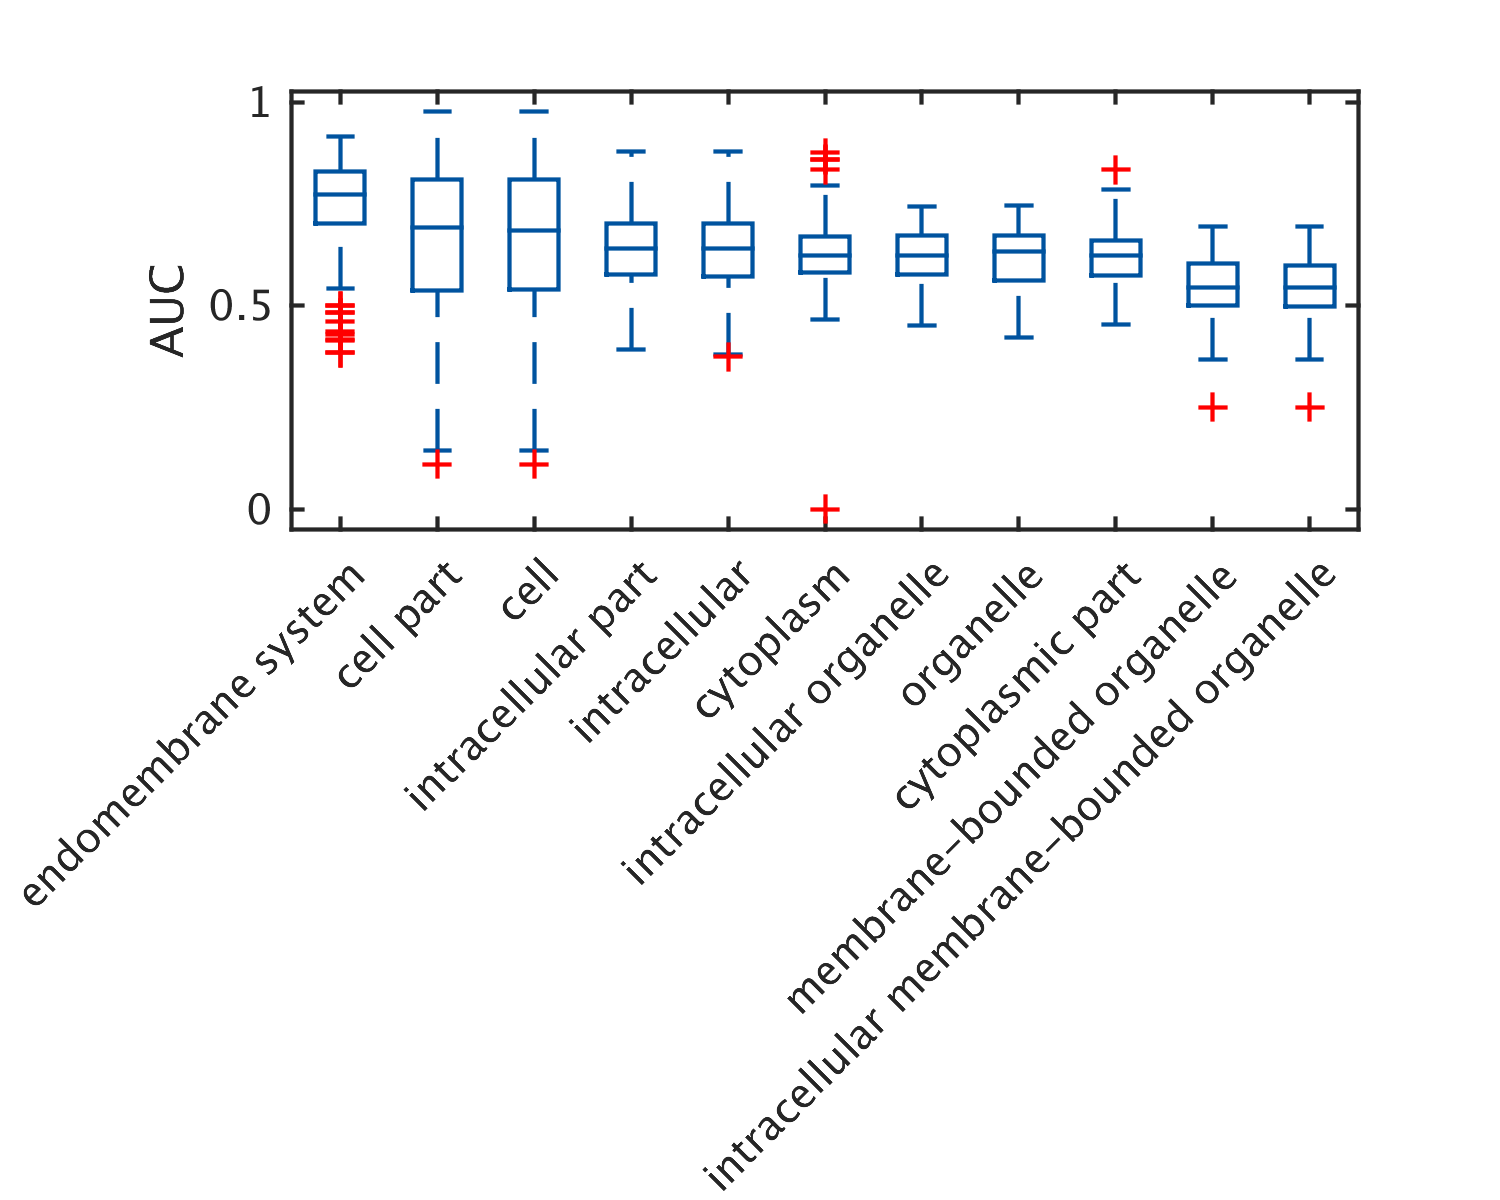 1
0.5
0
AUC
endomembrane system
cell part
cell
intracellular part
intracellular
cytoplasm
intracellular organelle
organelle
cytoplasmic part
membrane−bounded organelle
intracellular membrane−bounded organelle